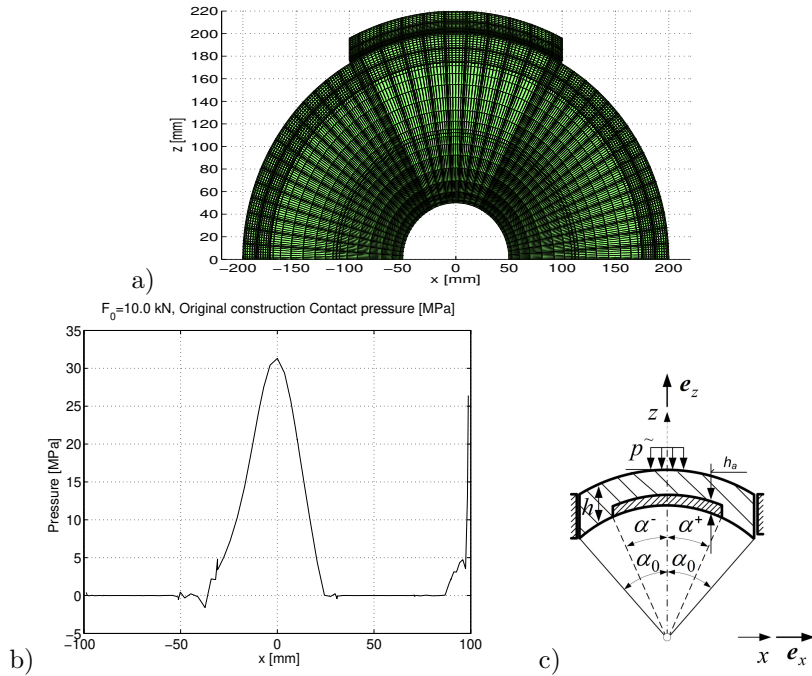 220
200
180
160
140
120
100
80
60
40
20
0
z [mm]
−200 −150 −100 −50 0 50 100 150 200
x [mm]
a)
F0=10.0 kN, Original construction Contact pressure [MPa]
35
30
25
20
15
10
5
0
−5
Pressure [MPa]
−100 −50 0 50 100
x [mm]
b)
ez
z
p~
ha
h
α- α+
α0 α0
x ex
c)